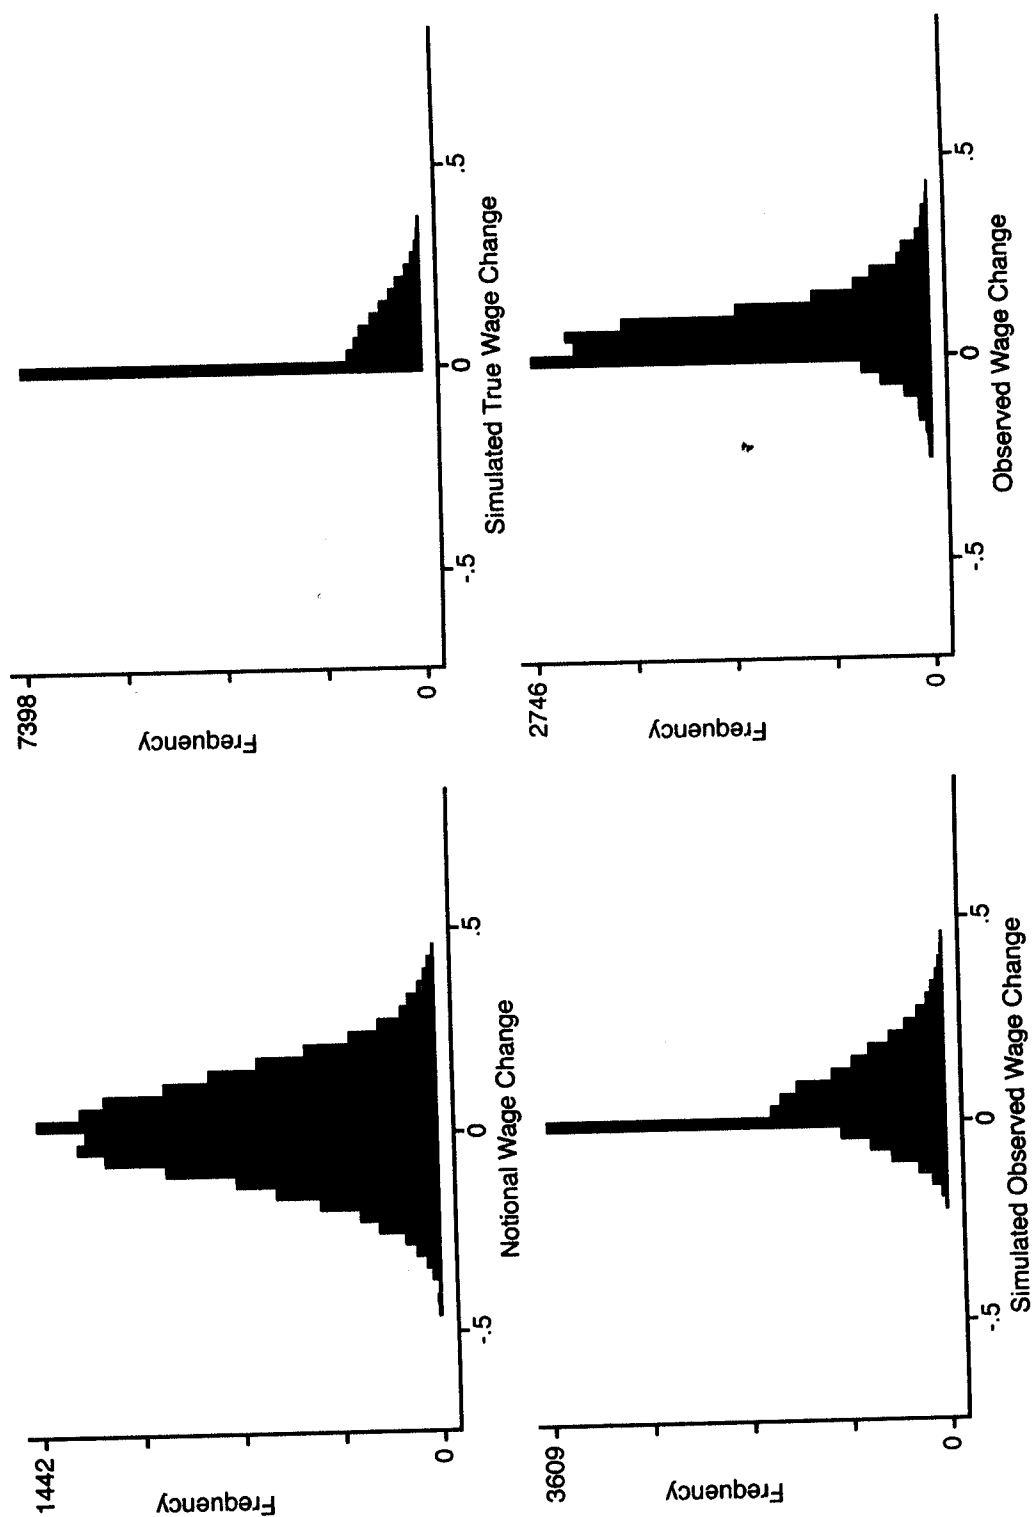 1442
Frequency
0
-.5
0
.5
Notional Wage Change
7398
Frequency
0
-.5
0
.5
Simulated True Wage Change
3609
Frequency
0
-.5
0
.5
Simulated Observed Wage Change
2746
Frequency
0
-.5
0
.5
Observed Wage Change